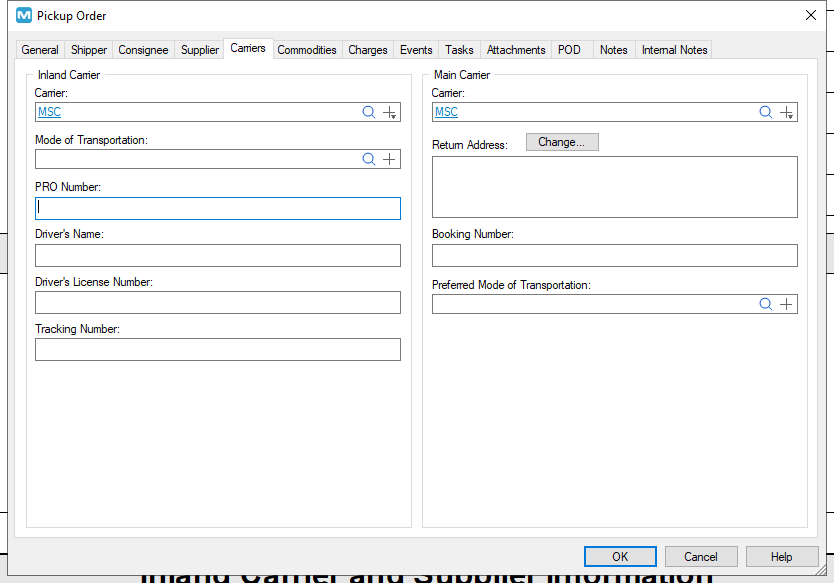 M Pickup Order
General Shipper Consignee Supplier Carriers Commodities Charges Events Tasks Attachments POD Notes Internal Notes
Inland Carrier
Carrier:
MSC
Mode of Transportation:
PRO Number:
Driver's Name:
Driver's License Number:
Tracking Number:
Main Carrier
Carrier:
MSC
Return Address: Change...
Booking Number:
Preferred Mode of Transportation:
OK Cancel Help
Inland Carrier and Supplier Information